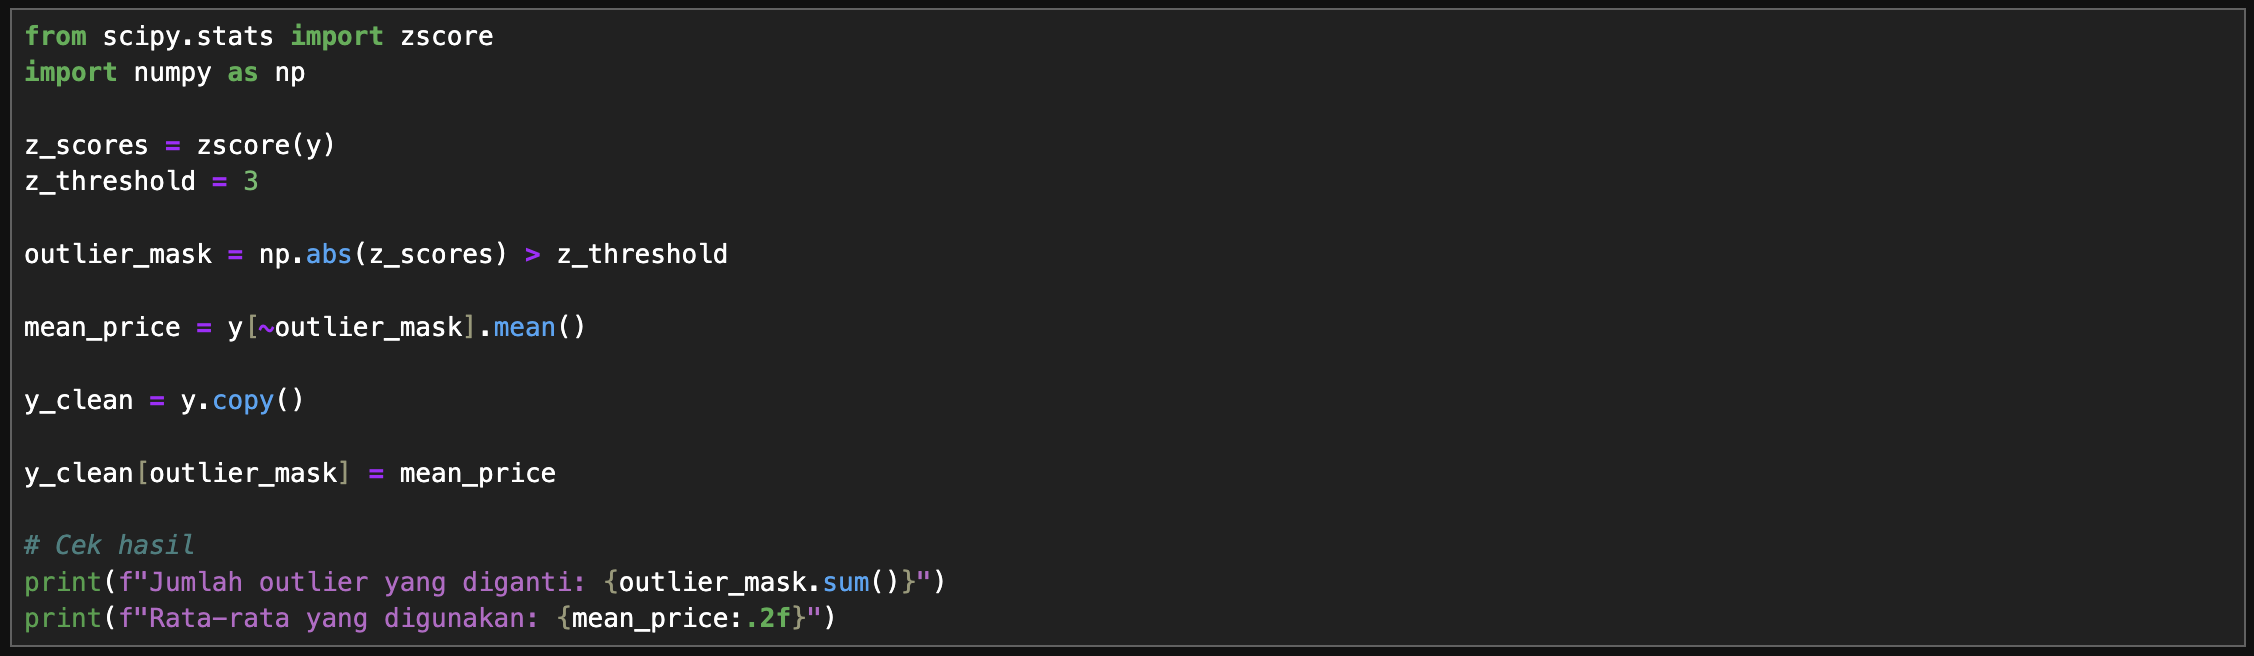 from scipy.stats import zscore
import numpy as np
z_scores = zscore(y)
z_threshold = 3
outlier_mask = np.abs(z_scores) > z_threshold
mean_price = y[~outlier_mask].mean()
y_clean = y.copy()
y_clean[outlier_mask] = mean_price
# Cek hasil
print(f"Jumlah outlier yang diganti: {outlier_mask.sum()}")
print(f"Rata-rata yang digunakan: {mean_price:.2f}")